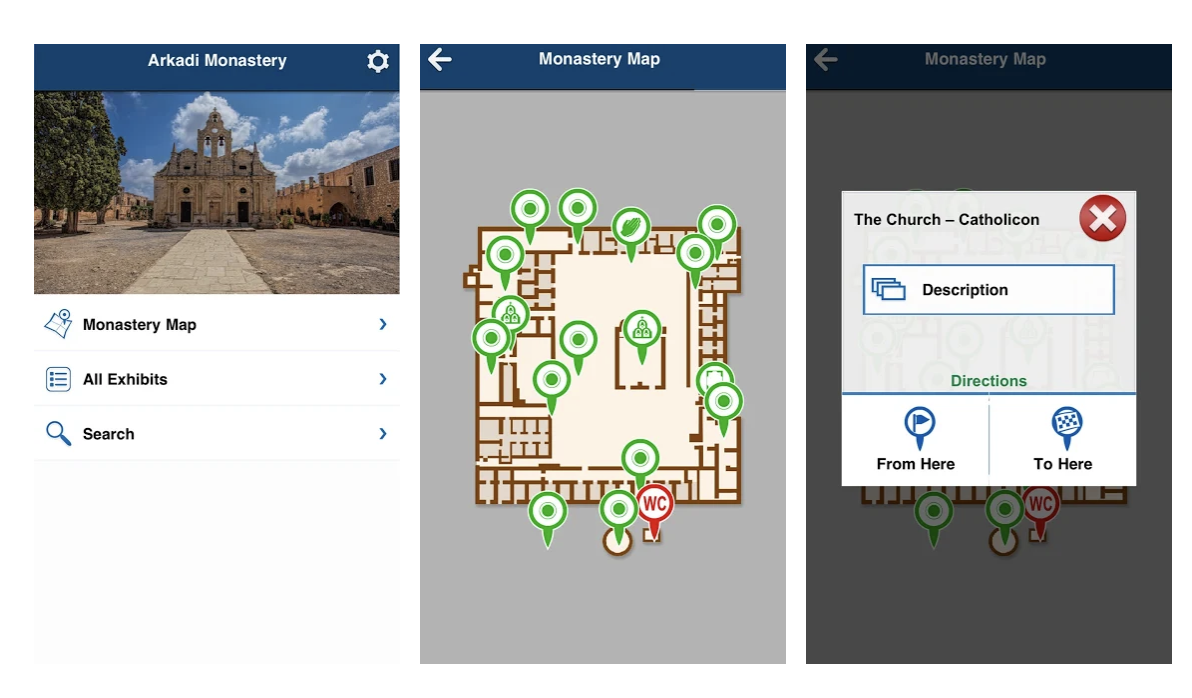 Arkadi Monastery
Monastery Map
All Exhibits
Search
Monastery Map
WC
Monastery Map
The Church – Catholicon
Description
Directions
From Here
To Here
WC